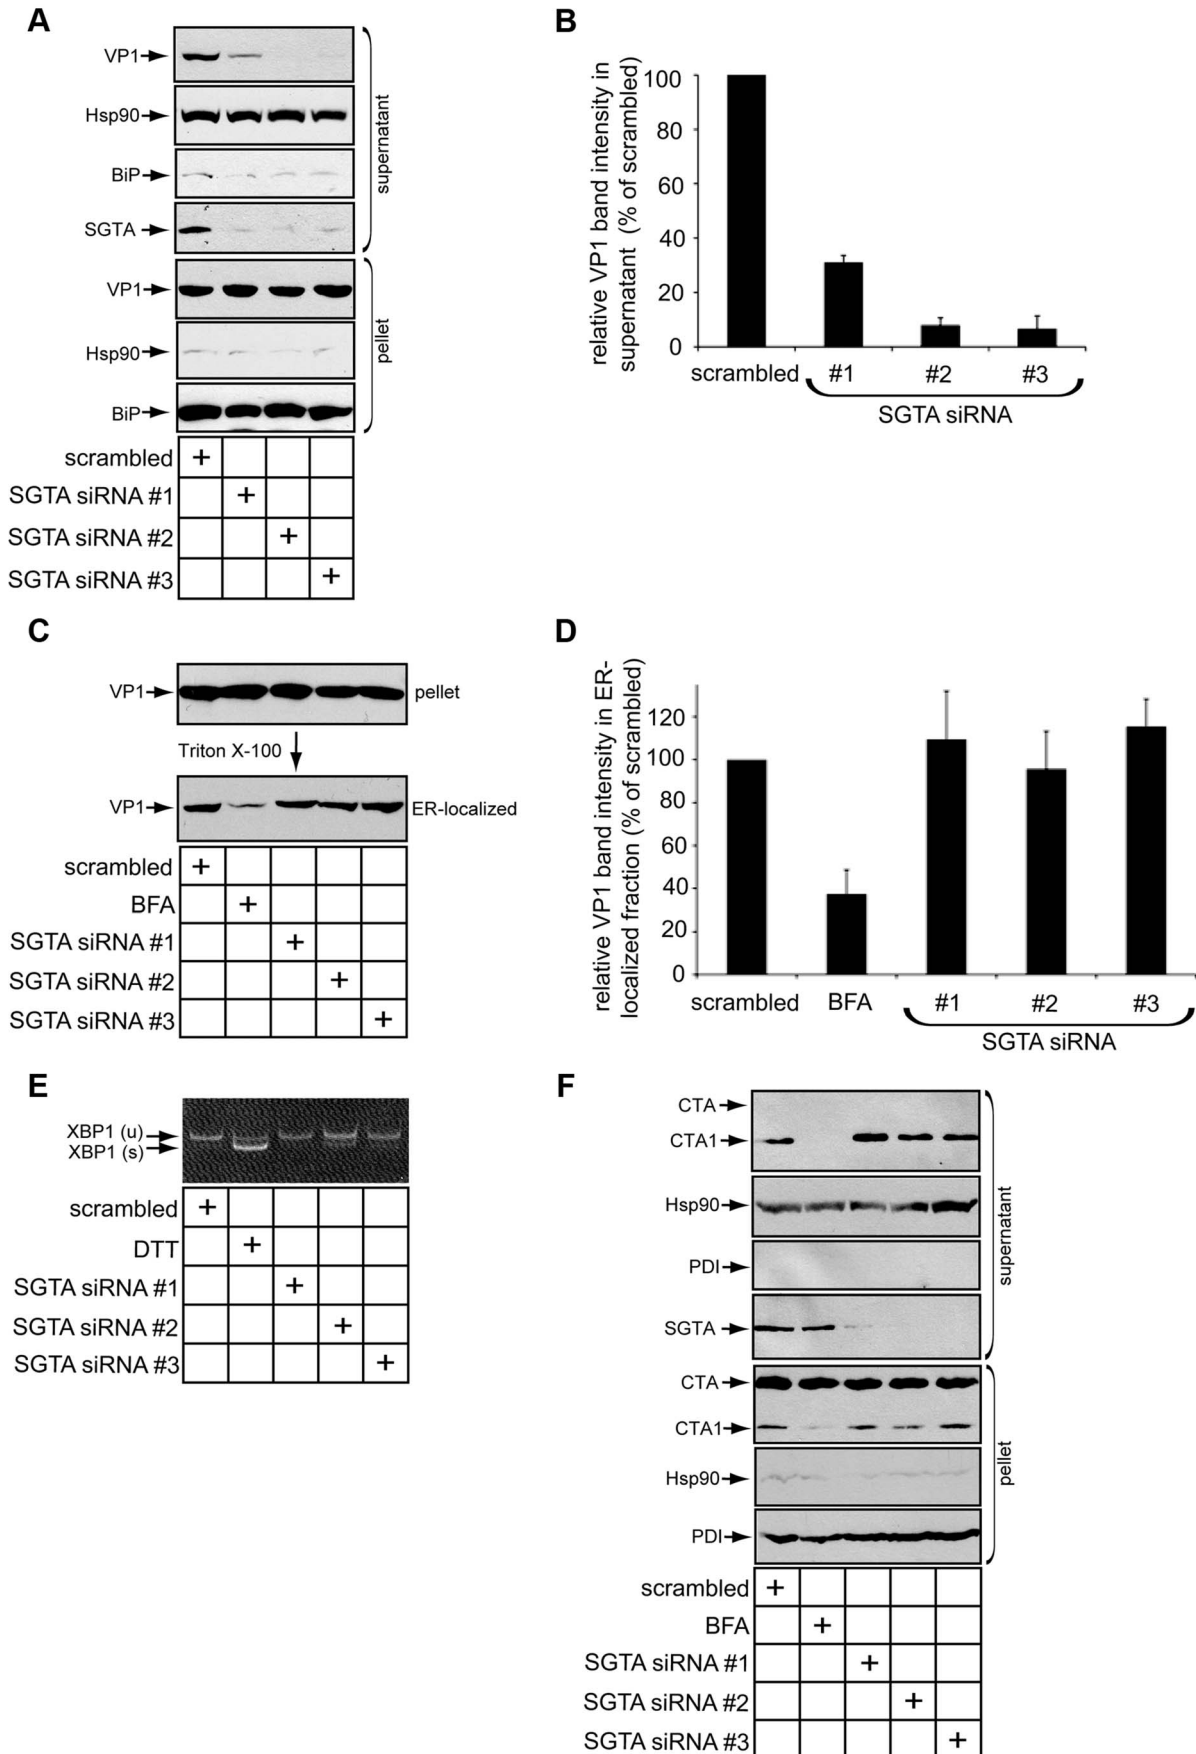 A
VP1
Hsp90
BiP
SGTA
supernatant
VP1
Hsp90
BiP
pellet
scrambled +
SGTA siRNA #1 +
SGTA siRNA #2 +
SGTA siRNA #3 +
B
relative VP1 band intensity in
supernatant (% of scrambled)
100
80
60
40
20
0
scrambled #1 #2 #3
SGTA siRNA
C
VP1 pellet
Triton X-100
VP1 ER-localized
scrambled +
BFA +
SGTA siRNA #1 +
SGTA siRNA #2 +
SGTA siRNA #3 +
D
relative VP1 band intensity in ER-
localized fraction (% of scrambled)
120
100
80
60
40
20
0
scrambled BFA #1 #2 #3
SGTA siRNA
E
XBP1 (u)
XBP1 (s)
scrambled +
DTT +
SGTA siRNA #1 +
SGTA siRNA #2 +
SGTA siRNA #3 +
F
CTA
CTA1
Hsp90
PDI
SGTA
supernatant
CTA
CTA1
Hsp90
PDI
pellet
scrambled +
BFA +
SGTA siRNA #1 +
SGTA siRNA #2 +
SGTA siRNA #3 +